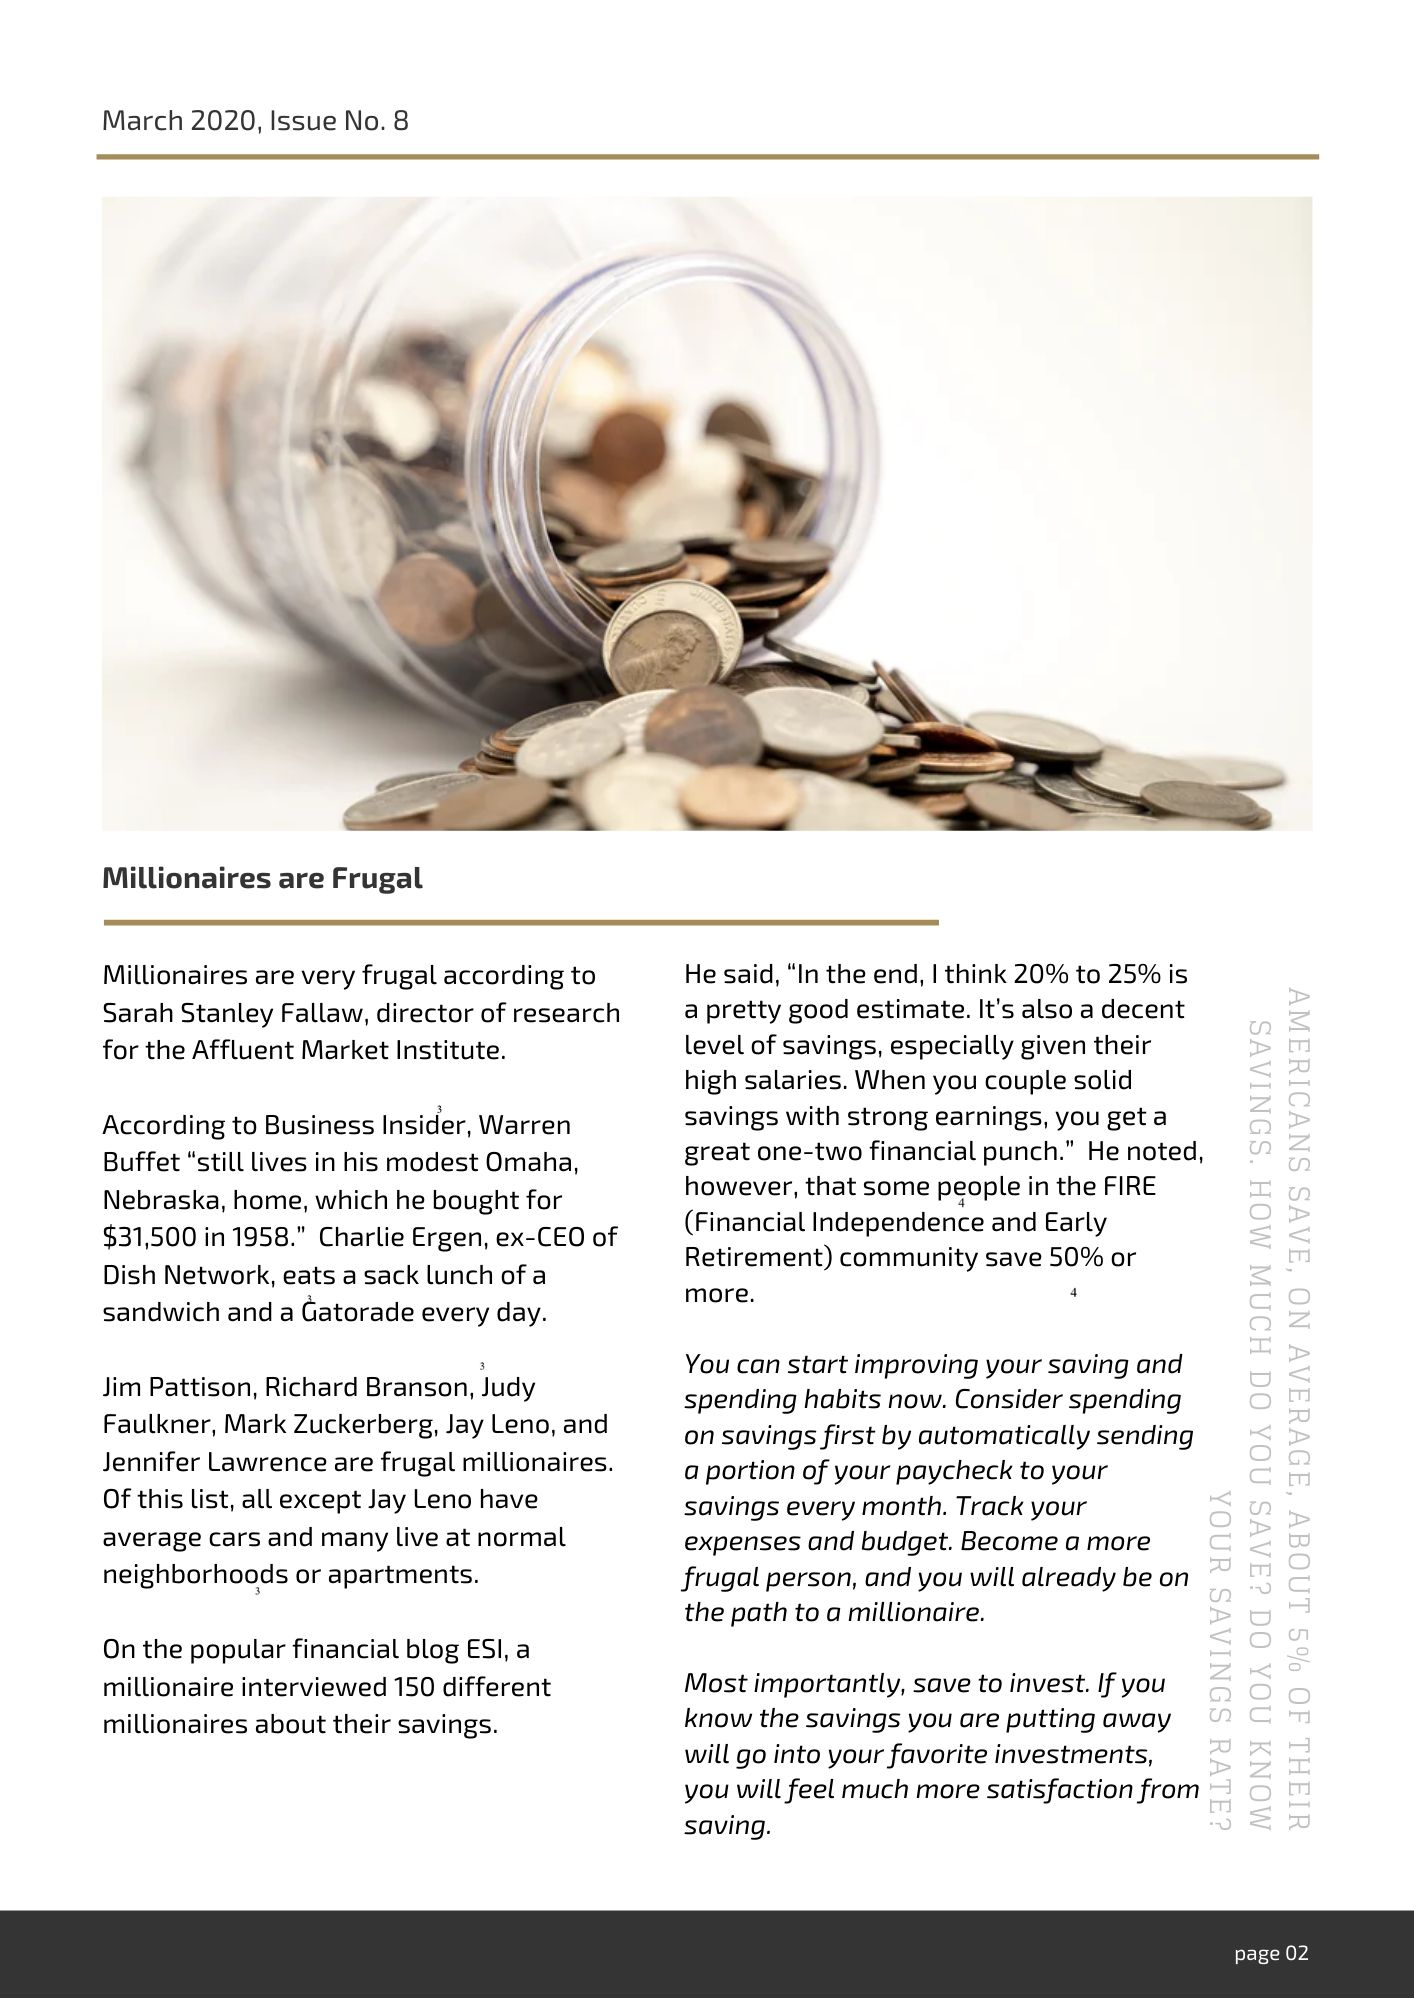 March 2020, Issue No. 8
Millionaires are Frugal
Millionaires are very frugal according to
Sarah Stanley Fallaw, director of research
for the Affluent Market Institute.
3
According to Business Insider, Warren
Buffet “still lives in his modest Omaha,
Nebraska, home, which he bought for
$31,500 in 1958.”  Charlie Ergen, ex-CEO of
Dish Network, eats a sack lunch of a
3
sandwich and a Gatorade every day.
3
Jim Pattison, Richard Branson, Judy
Faulkner, Mark Zuckerberg, Jay Leno, and
Jennifer Lawrence are frugal millionaires.
Of this list, all except Jay Leno have
average cars and many live at normal
neighborhoods or apartments.
3
On the popular financial blog ESI, a
millionaire interviewed 150 different
millionaires about their savings.
He said, “In the end, I think 20% to 25% is
a pretty good estimate. It’s also a decent
level of savings, especially given their
high salaries. When you couple solid
savings with strong earnings, you get a
great one-two financial punch.”  He noted,
however, that some people in the FIRE
4
(Financial Independence and Early
Retirement) community save 50% or
more.
4
You can start improving your saving and
spending habits now. Consider spending
on savings first by automatically sending
a portion of your paycheck to your
savings every month. Track your
expenses and budget. Become a more
frugal person, and you will already be on
the path to a millionaire.
Most importantly, save to invest. If you
know the savings you are putting away
will go into your favorite investments,
you will feel much more satisfaction from
saving.
AMERICANS SAVE, ON AVERAGE, ABOUT 5% OF THEIR
SAVINGS. HOW MUCH DO YOU SAVE? DO YOU KNOW
YOUR SAVINGS RATE?
page 02